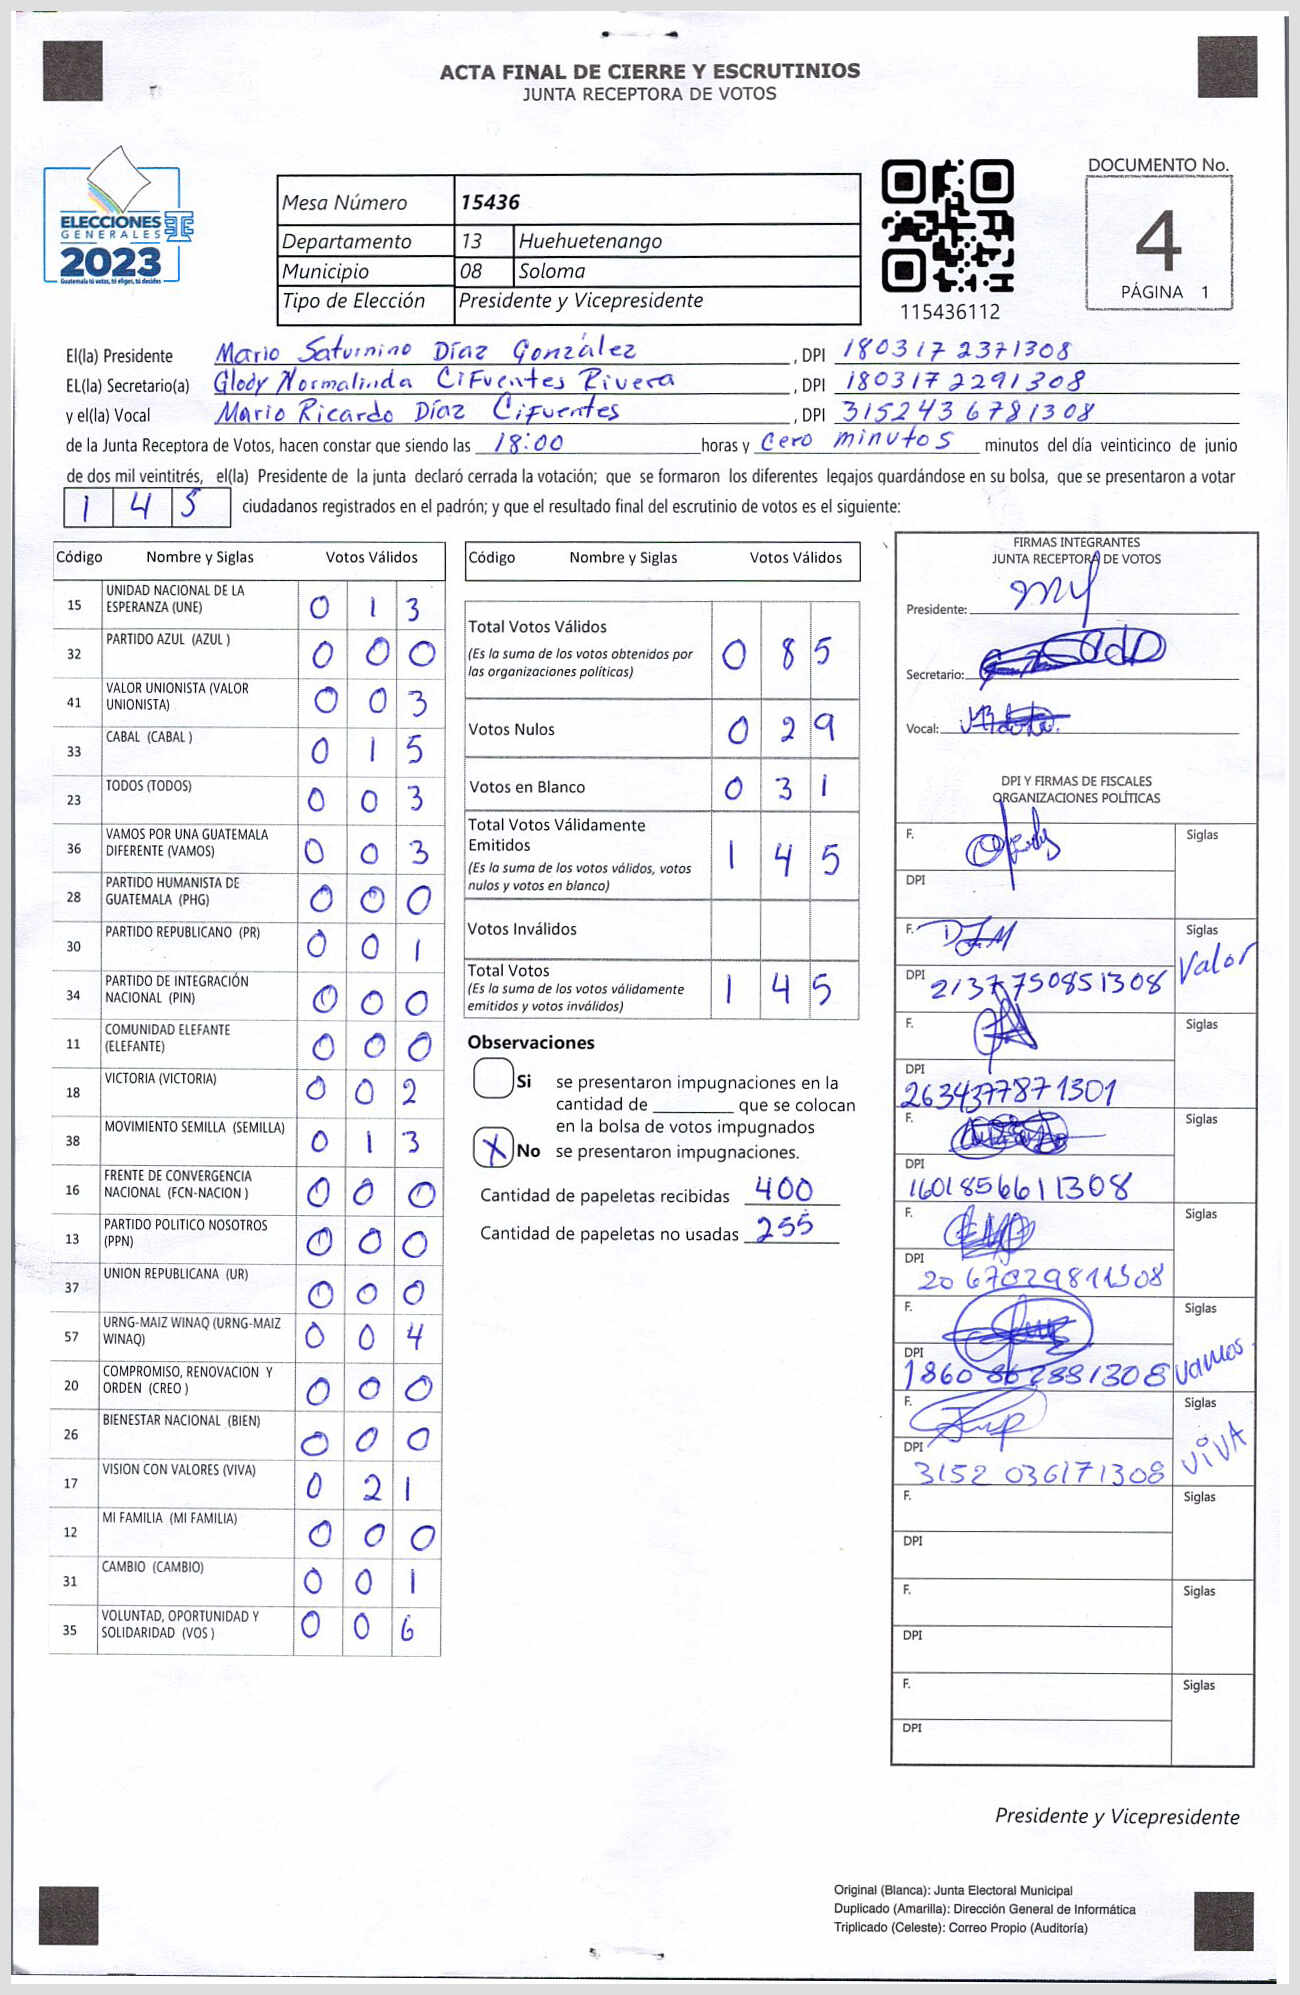 ACTA FINAL DE CIERRE Y ESCRUTINIOS
JUNTA RECEPTORA DE VOTOS
ELECCIONES
GENERALES
2023
Guatemala tú votas, tú eliges, tú decides
Mesa Número 15436
Departamento 13 Huehuetenango
Municipio 08 Soloma
Tipo de Elección Presidente y Vicepresidente
115436112
DOCUMENTO No.
4
PÁGINA 1
El(la) Presidente Mario Saturnino Díaz González , DPI 1803172371308
EL(la) Secretario(a) Glody Normalinda CiFuentes Rivera , DPI 1803172291308
y el(la) Vocal Mario Ricardo Díaz CiFuentes , DPI 3152436781308
de la Junta Receptora de Votos, hacen constar que siendo las 18:00 horas y cero minutos minutos del día veinticinco de junio
de dos mil veintitrés, el(la) Presidente de la junta declaró cerrada la votación; que se formaron los diferentes legajos quardándose en su bolsa, que se presentaron a votar
1 4 5 ciudadanos registrados en el padrón; y que el resultado final del escrutinio de votos es el siguiente:
Código Nombre y Siglas Votos Válidos
15 UNIDAD NACIONAL DE LA ESPERANZA (UNE) 0 1 3
32 PARTIDO AZUL (AZUL ) 0 0 0
41 VALOR UNIONISTA (VALOR UNIONISTA) 0 0 3
33 CABAL (CABAL ) 0 1 5
23 TODOS (TODOS) 0 0 3
36 VAMOS POR UNA GUATEMALA DIFERENTE (VAMOS) 0 0 3
28 PARTIDO HUMANISTA DE GUATEMALA (PHG) 0 0 0
30 PARTIDO REPUBLICANO (PR) 0 0 1
34 PARTIDO DE INTEGRACIÓN NACIONAL (PIN) 0 0 0
11 COMUNIDAD ELEFANTE (ELEFANTE) 0 0 0
18 VICTORIA (VICTORIA) 0 0 2
38 MOVIMIENTO SEMILLA (SEMILLA) 0 1 3
16 FRENTE DE CONVERGENCIA NACIONAL (FCN-NACION ) 0 0 0
13 PARTIDO POLITICO NOSOTROS (PPN) 0 0 0
37 UNION REPUBLICANA (UR) 0 0 0
57 URNG-MAIZ WINAQ (URNG-MAIZ WINAQ) 0 0 4
20 COMPROMISO, RENOVACION Y ORDEN (CREO ) 0 0 0
26 BIENESTAR NACIONAL (BIEN) 0 0 0
17 VISION CON VALORES (VIVA) 0 2 1
12 MI FAMILIA (MI FAMILIA) 0 0 0
31 CAMBIO (CAMBIO) 0 0 1
35 VOLUNTAD, OPORTUNIDAD Y SOLIDARIDAD (VOS ) 0 0 6
Código Nombre y Siglas Votos Válidos
Total Votos Válidos 0 8 5
(Es la suma de los votos obtenidos por
las organizaciones políticas)
Votos Nulos 0 2 9
Votos en Blanco 0 3 1
Total Votos Válidamente
Emitidos 1 4 5
(Es la suma de los votos válidos, votos
nulos y votos en blanco)
Votos Inválidos
Total Votos 1 4 5
(Es la suma de los votos válidamente
emitidos y votos inválidos)
Observaciones
Si se presentaron impugnaciones en la
cantidad de ________ que se colocan
en la bolsa de votos impugnados
X No se presentaron impugnaciones.
Cantidad de papeletas recibidas 400
Cantidad de papeletas no usadas 255
FIRMAS INTEGRANTES
JUNTA RECEPTORA DE VOTOS
Presidente:
Secretario:
Vocal:
DPI Y FIRMAS DE FISCALES
ORGANIZACIONES POLÍTICAS
F. Siglas
DPI
F. Siglas Valor
DPI 2137750851308
F. Siglas
DPI 2634377871301
F. Siglas
DPI 1601856611308
F. Siglas
DPI
F. Siglas vamos.
DPI
F. Siglas VIVA
DPI 3152 036171308
F. Siglas
DPI
F. Siglas
DPI
F. Siglas
DPI
Presidente y Vicepresidente
Original (Blanca): Junta Electoral Municipal
Duplicado (Amarilla): Dirección General de Informática
Triplicado (Celeste): Correo Propio (Auditoría)